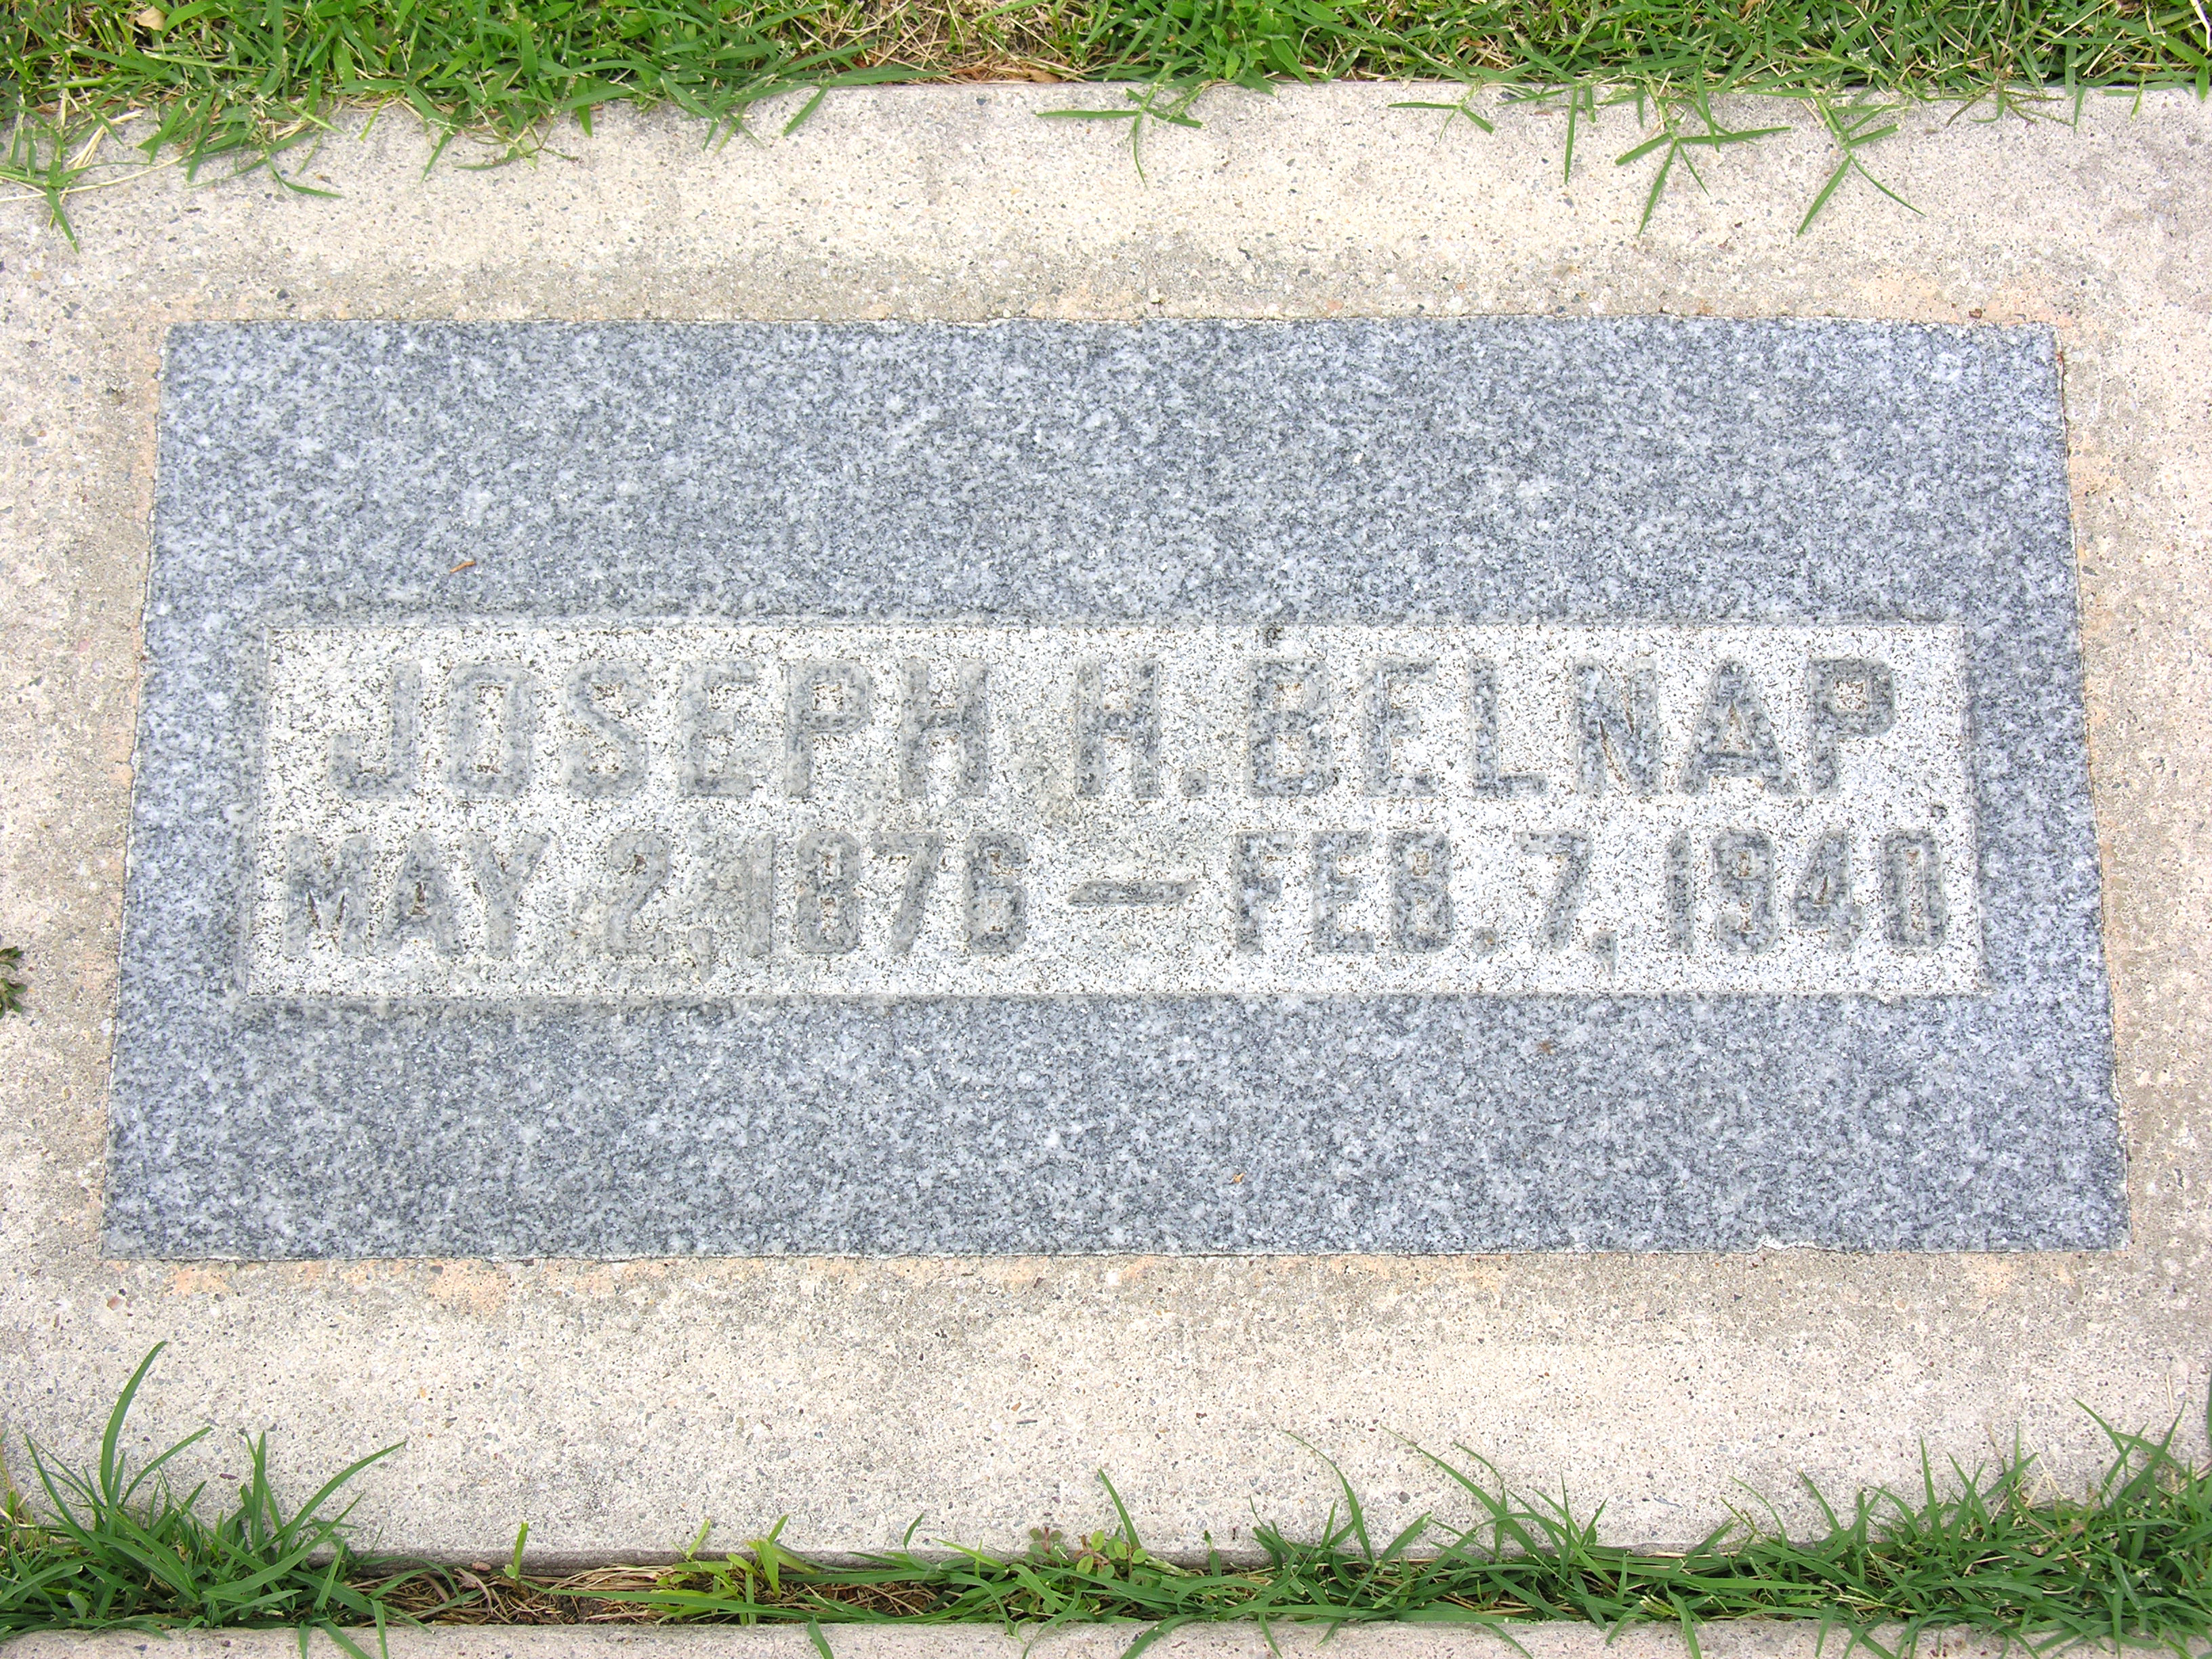 JOSEPH H. BELNAP
MAY 2, 1876 — FEB. 7, 1940